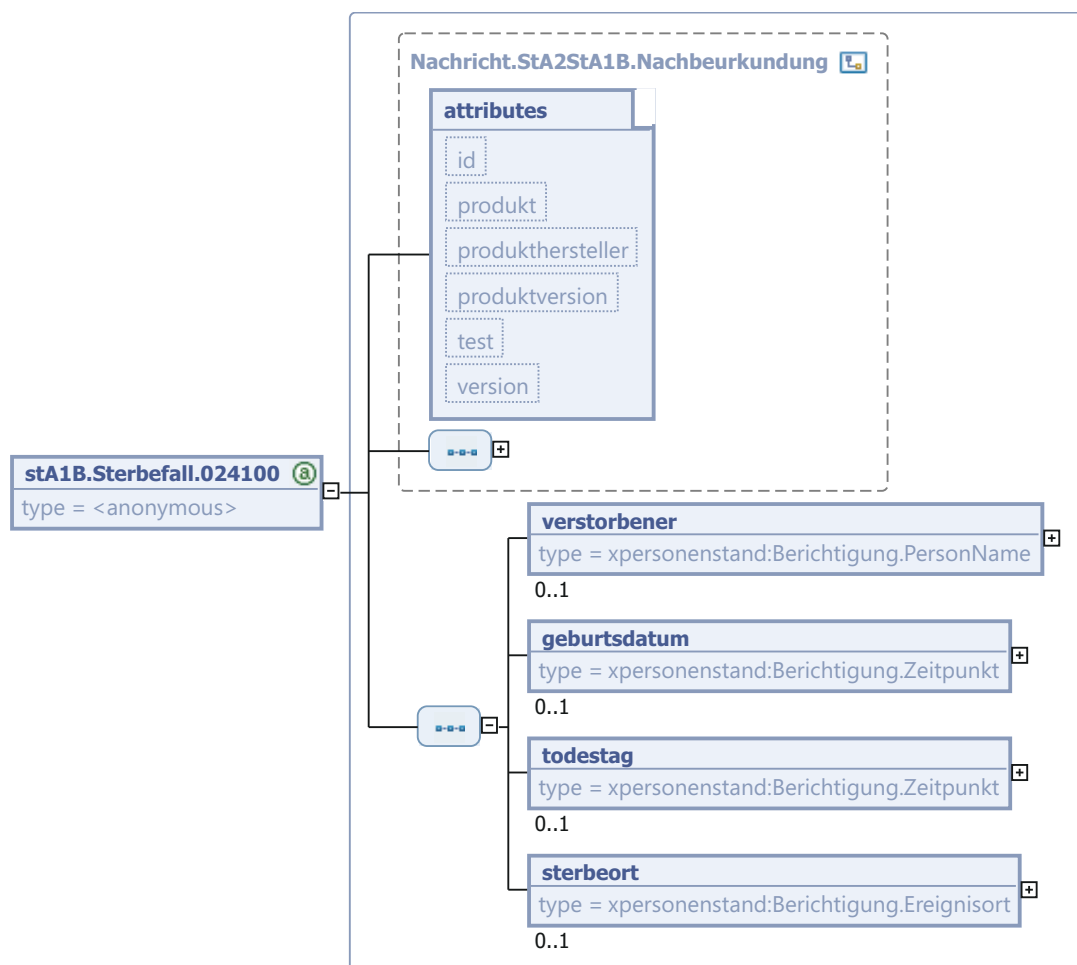 Nachricht.StA2StA1B.Nachbeurkundung
attributes
id
produkt
produkthersteller
produktversion
test
version
stA1B.Sterbefall.024100 a
type = <anonymous>
verstorbener
type = xpersonenstand:Berichtigung.PersonName
0..1
geburtsdatum
type = xpersonenstand:Berichtigung.Zeitpunkt
0..1
todestag
type = xpersonenstand:Berichtigung.Zeitpunkt
0..1
sterbeort
type = xpersonenstand:Berichtigung.Ereignisort
0..1